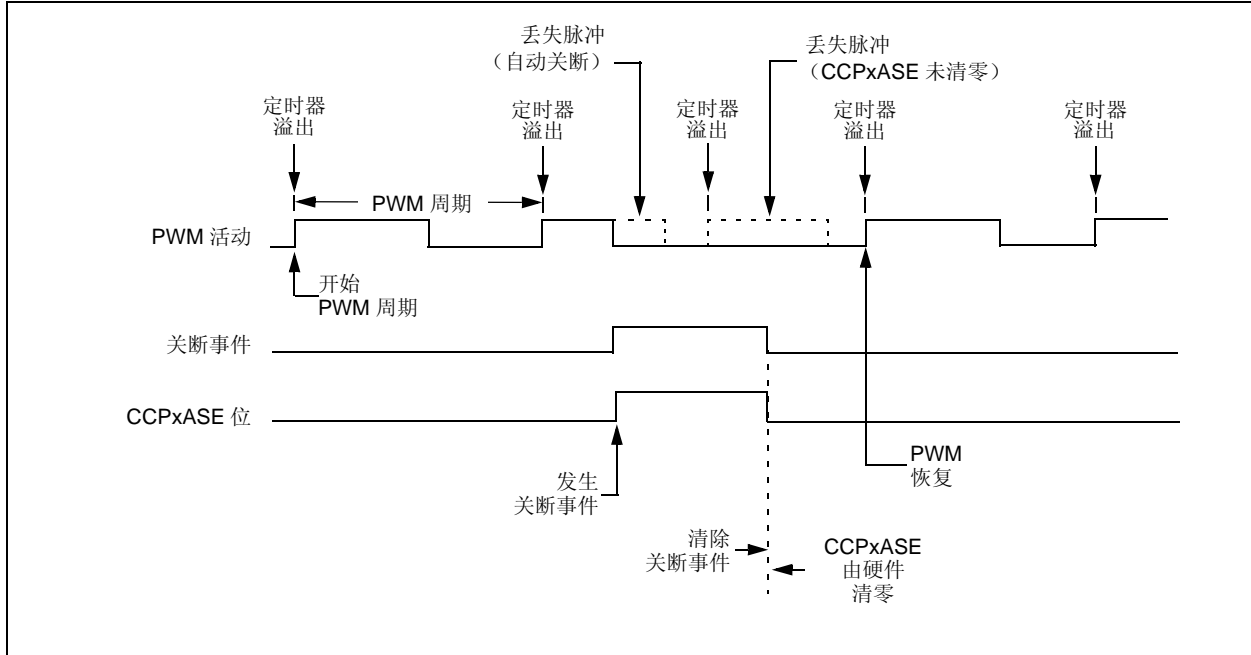 丢失脉冲
（自动关断）
丢失脉冲
（CCPxASE 未清零）
定时器
溢出
定时器
溢出
定时器
溢出
定时器
溢出
定时器
溢出
PWM 周期
PWM 活动
开始
PWM 周期
关断事件
CCPxASE 位
发生
关断事件
PWM
恢复
清除
关断事件
CCPxASE
由硬件
清零